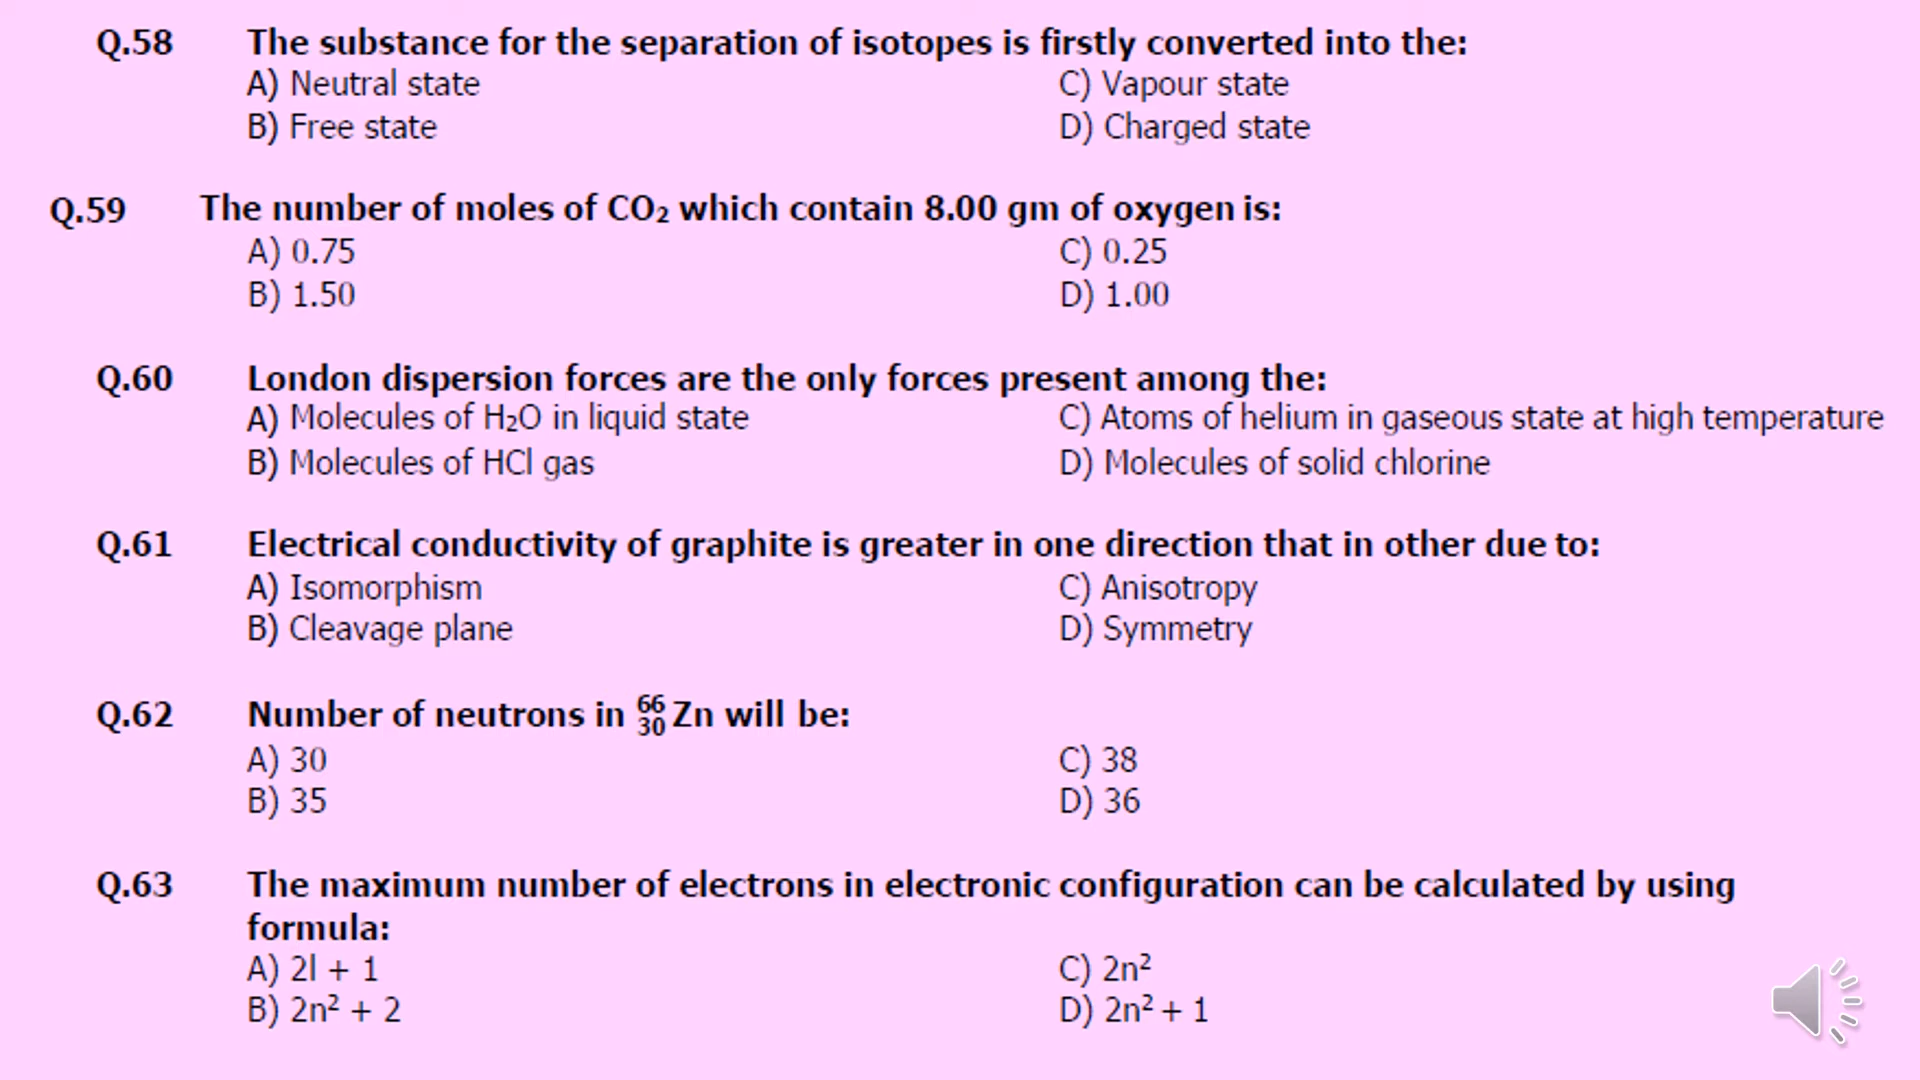 Q.58 The substance for the separation of isotopes is firstly converted into the:
A) Neutral state C) Vapour state
B) Free state D) Charged state
Q.59 The number of moles of CO₂ which contain 8.00 gm of oxygen is:
A) 0.75 C) 0.25
B) 1.50 D) 1.00
Q.60 London dispersion forces are the only forces present among the:
A) Molecules of H₂O in liquid state C) Atoms of helium in gaseous state at high temperature
B) Molecules of HCl gas D) Molecules of solid chlorine
Q.61 Electrical conductivity of graphite is greater in one direction that in other due to:
A) Isomorphism C) Anisotropy
B) Cleavage plane D) Symmetry
Q.62 Number of neutrons in ⁶⁶₃₀ Zn will be:
A) 30 C) 38
B) 35 D) 36
Q.63 The maximum number of electrons in electronic configuration can be calculated by using
formula:
A) 2l + 1 C) 2n²
B) 2n² + 2 D) 2n² + 1